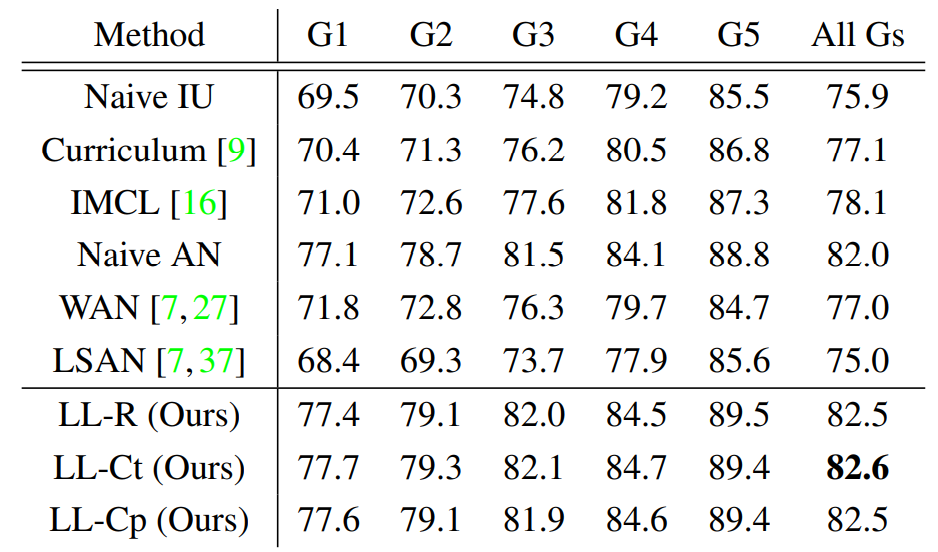 Method G1 G2 G3 G4 G5 All Gs
Naive IU 69.5 70.3 74.8 79.2 85.5 75.9
Curriculum [9] 70.4 71.3 76.2 80.5 86.8 77.1
IMCL [16] 71.0 72.6 77.6 81.8 87.3 78.1
Naive AN 77.1 78.7 81.5 84.1 88.8 82.0
WAN [7, 27] 71.8 72.8 76.3 79.7 84.7 77.0
LSAN [7, 37] 68.4 69.3 73.7 77.9 85.6 75.0
LL-R (Ours) 77.4 79.1 82.0 84.5 89.5 82.5
LL-Ct (Ours) 77.7 79.3 82.1 84.7 89.4 82.6
LL-Cp (Ours) 77.6 79.1 81.9 84.6 89.4 82.5